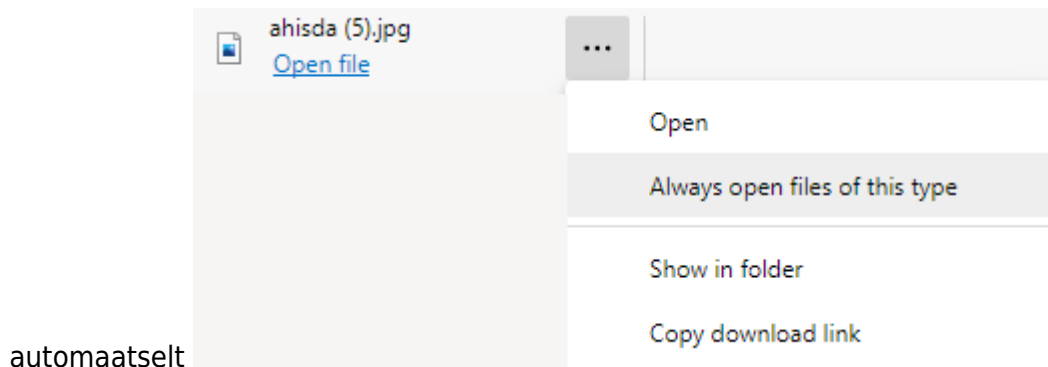 ahisda (5).jpg
Open file
...
Open
Always open files of this type
Show in folder
Copy download link
automaatselt